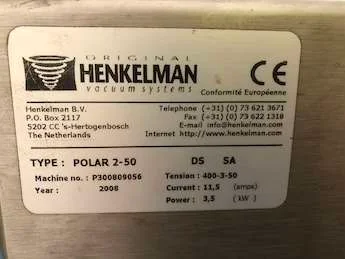 ORIGINAL
HENKELMAN
vacuum systems
CE
Conformité Européenne
Henkelman B.V. Telephone (+31) (0) 73 621 3671
P.O. Box 2117 Fax (+31) (0) 73 622 1318
5202 CC 's-Hertogenbosch E-mail info@henkelman.com
The Netherlands Internet http://www.henkelman.com
TYPE : POLAR 2-50 DS SA
Machine no. : P300809056 Tension : 400-3-50
Year : 2008 Current : 11,5 (amps)
Power : 3,5 (kW)